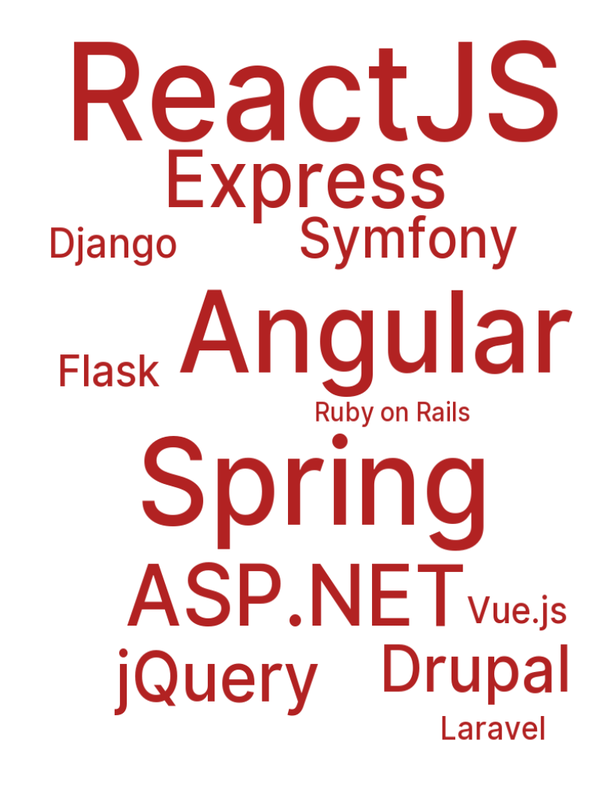 ReactJS
Express
Django
Symfony
Angular
Flask
Ruby on Rails
Spring
ASP.NET
Vue.js
jQuery
Drupal
Laravel